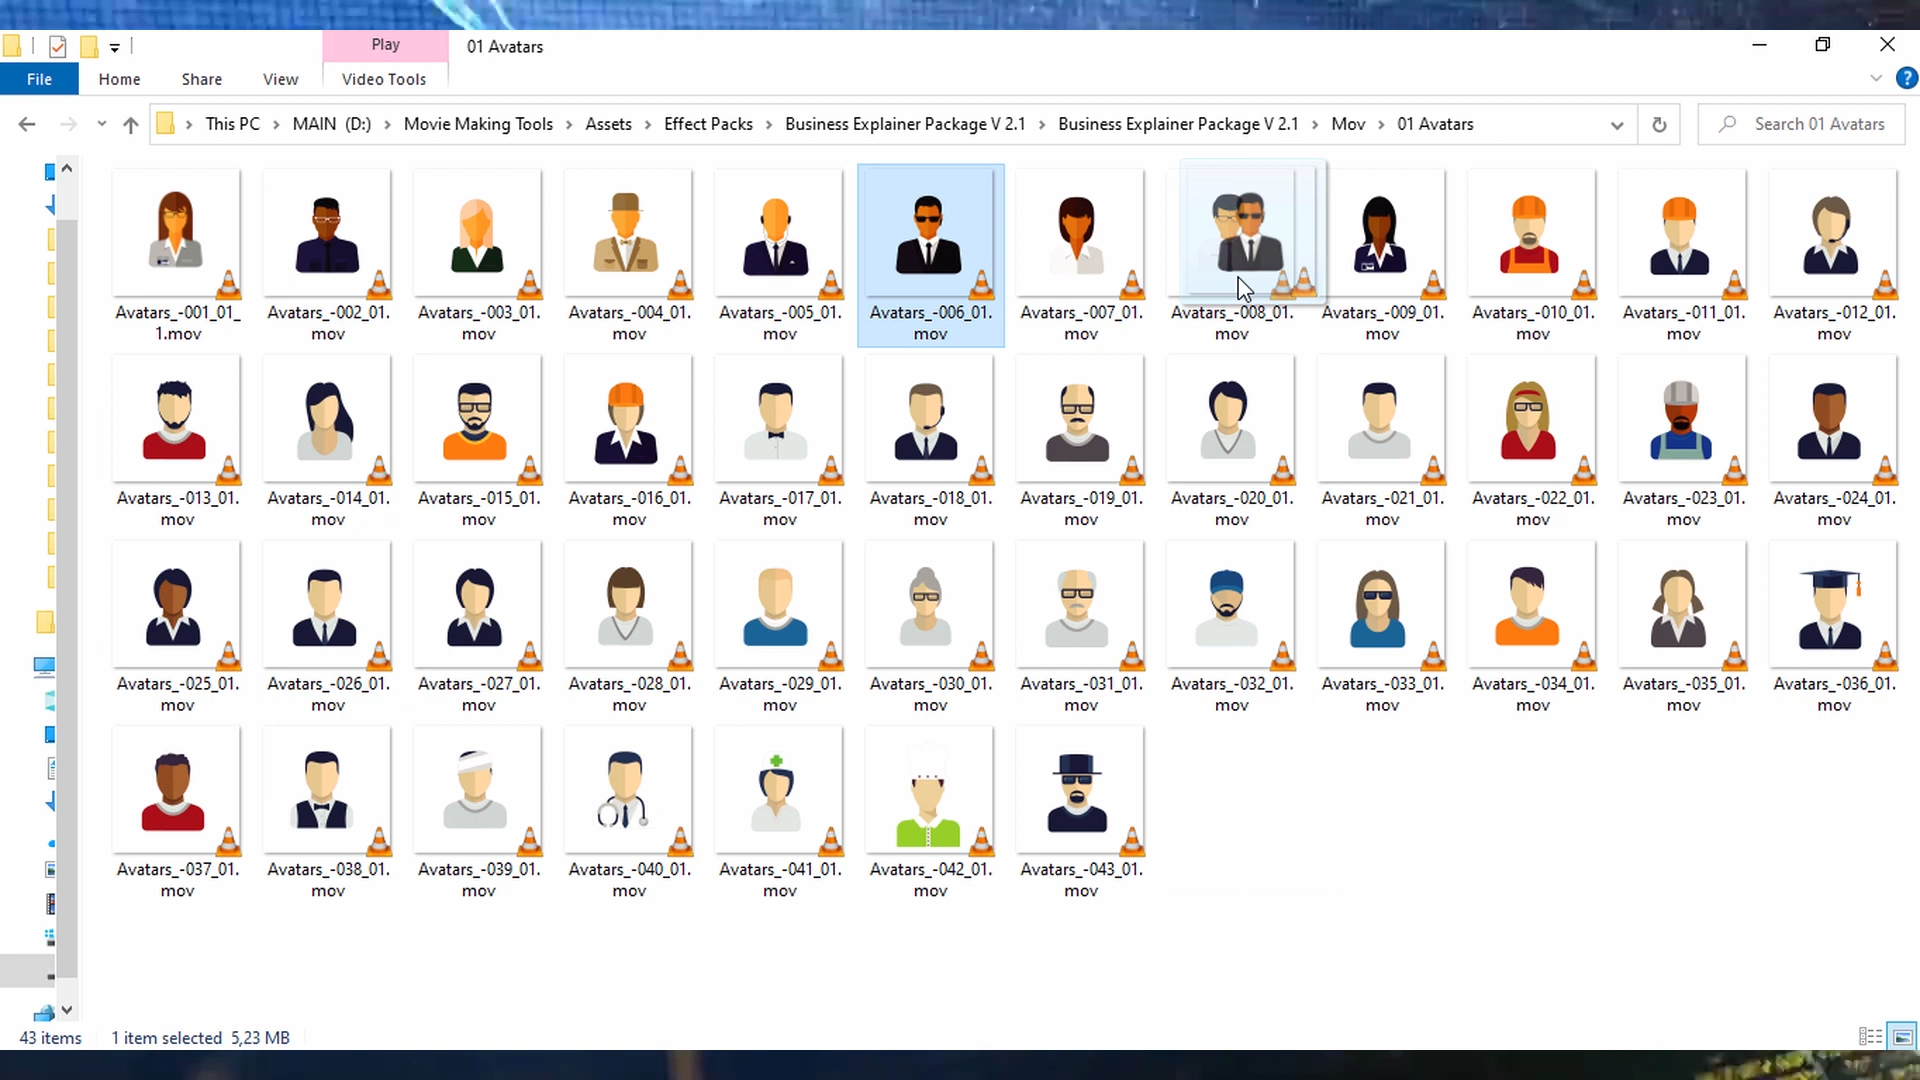 Play
01 Avatars
File
Home
Share
View
Video Tools
?
This PC
MAIN (D:)
Movie Making Tools
Assets
Effect Packs
Business Explainer Package V 2.1
Business Explainer Package V 2.1
Mov
01 Avatars
Search 01 Avatars
Avatars_-001_01_
1.mov
Avatars_-002_01.
mov
Avatars_-003_01.
mov
Avatars_-004_01.
mov
Avatars_-005_01.
mov
Avatars_-006_01.
mov
Avatars_-007_01.
mov
Avatars_-008_01.
mov
Avatars_-009_01.
mov
Avatars_-010_01.
mov
Avatars_-011_01.
mov
Avatars_-012_01.
mov
Avatars_-013_01.
mov
Avatars_-014_01.
mov
Avatars_-015_01.
mov
Avatars_-016_01.
mov
Avatars_-017_01.
mov
Avatars_-018_01.
mov
Avatars_-019_01.
mov
Avatars_-020_01.
mov
Avatars_-021_01.
mov
Avatars_-022_01.
mov
Avatars_-023_01.
mov
Avatars_-024_01.
mov
Avatars_-025_01.
mov
Avatars_-026_01.
mov
Avatars_-027_01.
mov
Avatars_-028_01.
mov
Avatars_-029_01.
mov
Avatars_-030_01.
mov
Avatars_-031_01.
mov
Avatars_-032_01.
mov
Avatars_-033_01.
mov
Avatars_-034_01.
mov
Avatars_-035_01.
mov
Avatars_-036_01.
mov
Avatars_-037_01.
mov
Avatars_-038_01.
mov
Avatars_-039_01.
mov
Avatars_-040_01.
mov
Avatars_-041_01.
mov
Avatars_-042_01.
mov
Avatars_-043_01.
mov
43 items
1 item selected 5,23 MB